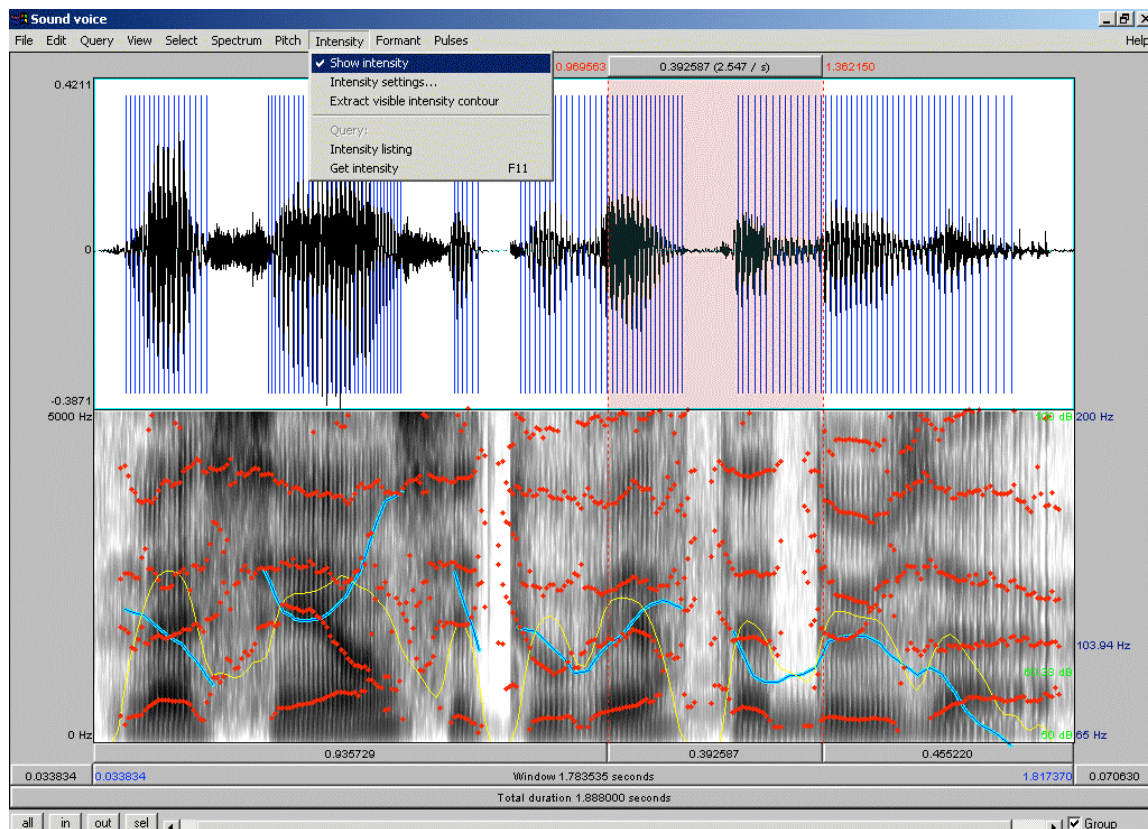 Sound voice
File Edit Query View Select Spectrum Pitch Intensity Formant Pulses Help
Show intensity
Intensity settings...
Extract visible intensity contour
Query:
Intensity listing
Get intensity F11
0.969563 0.392587 (2.547 / s) 1.362150
0.4211
0
-0.3871
5000 Hz 100 dB 200 Hz
103.94 Hz
0 Hz 50 dB 65 Hz
0.935729 0.392587 0.455220
0.033834 0.033834 Window 1.783535 seconds 1.817370 0.070630
Total duration 1.888000 seconds
all in out sel Group